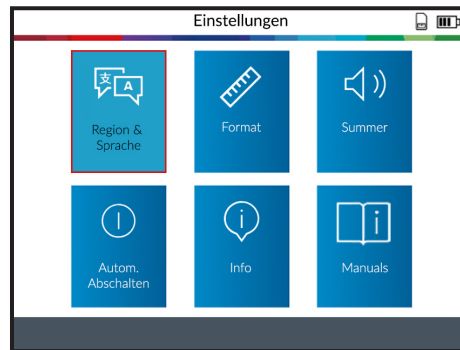 Einstellungen
Region &
Sprache
Format
Summer
Autom.
Abschalten
Info
Manuals